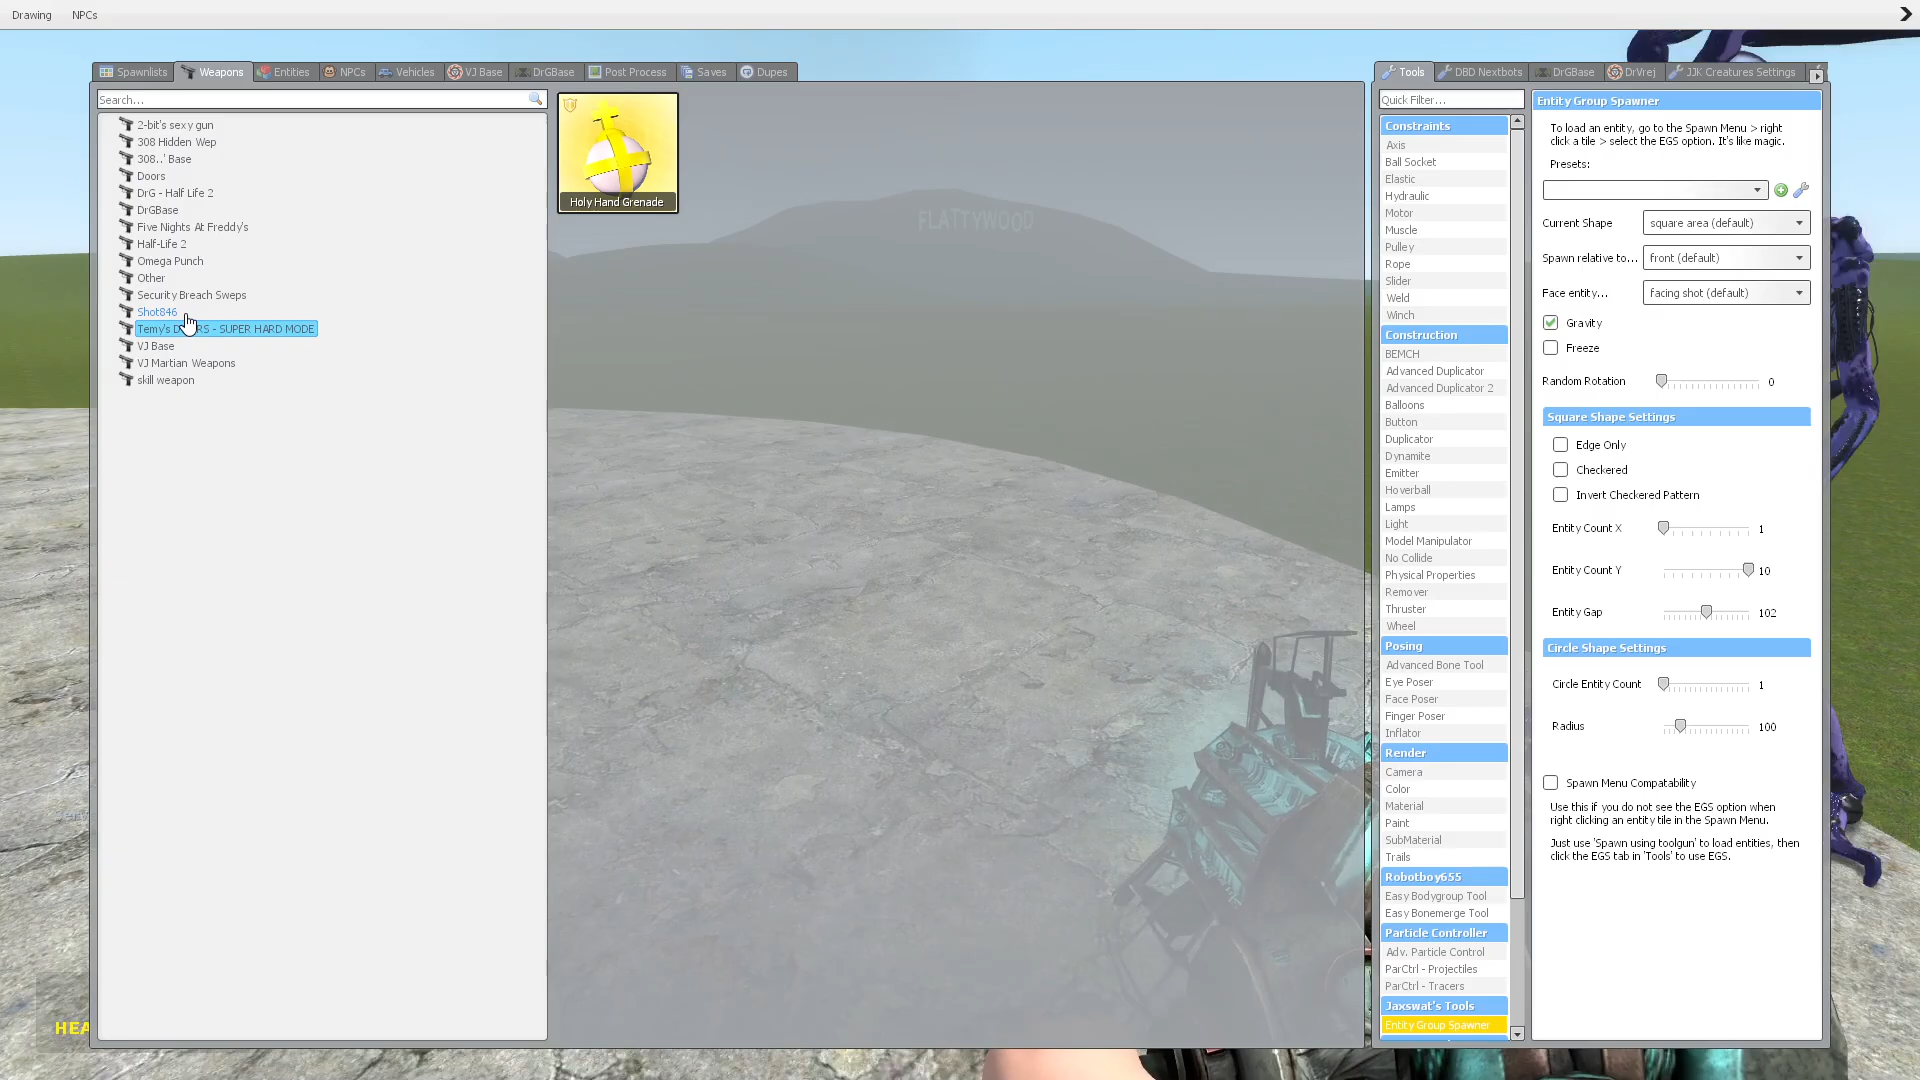 Drawing NPCs
Spawnlists Weapons Entities NPCs Vehicles VJ Base DrGBase Post Process Saves Dupes
Search...
2-bit's sexy gun
308 Hidden Wep
308..' Base
Doors
DrG - Half Life 2
DrGBase
Five Nights At Freddy's
Half-Life 2
Omega Punch
Other
Security Breach Sweps
Shot846
Temy's - SUPER HARD MODE
VJ Base
VJ Martian Weapons
skill weapon
Holy Hand Grenade
FLATTYWOOD
HEA
Tools DBD Nextbots DrGBase DrVrej JJK Creatures Settings
Quick Filter...
Constraints
Axis
Ball Socket
Elastic
Hydraulic
Motor
Muscle
Pulley
Rope
Slider
Weld
Winch
Construction
BEMCH
Advanced Duplicator
Advanced Duplicator 2
Balloons
Button
Duplicator
Dynamite
Emitter
Hoverball
Lamps
Light
Model Manipulator
No Collide
Physical Properties
Remover
Thruster
Wheel
Posing
Advanced Bone Tool
Eye Poser
Face Poser
Finger Poser
Inflator
Render
Camera
Color
Material
Paint
SubMaterial
Trails
Robotboy655
Easy Bodygroup Tool
Easy Bonemerge Tool
Particle Controller
Adv. Particle Control
ParCtrl - Projectiles
ParCtrl - Tracers
Jaxswat's Tools
Entity Group Spawner
Entity Group Spawner
To load an entity, go to the Spawn Menu > right
click a tile > select the EGS option. It's like magic.
Presets:
Current Shape square area (default)
Spawn relative to... front (default)
Face entity... facing shot (default)
Gravity
Freeze
Random Rotation 0
Square Shape Settings
Edge Only
Checkered
Invert Checkered Pattern
Entity Count X 1
Entity Count Y 10
Entity Gap 102
Circle Shape Settings
Circle Entity Count 1
Radius 100
Spawn Menu Compatability
Use this if you do not see the EGS option when
right clicking an entity tile in the Spawn Menu.
Just use 'Spawn using toolgun' to load entities, then
click the EGS tab in 'Tools' to use EGS.